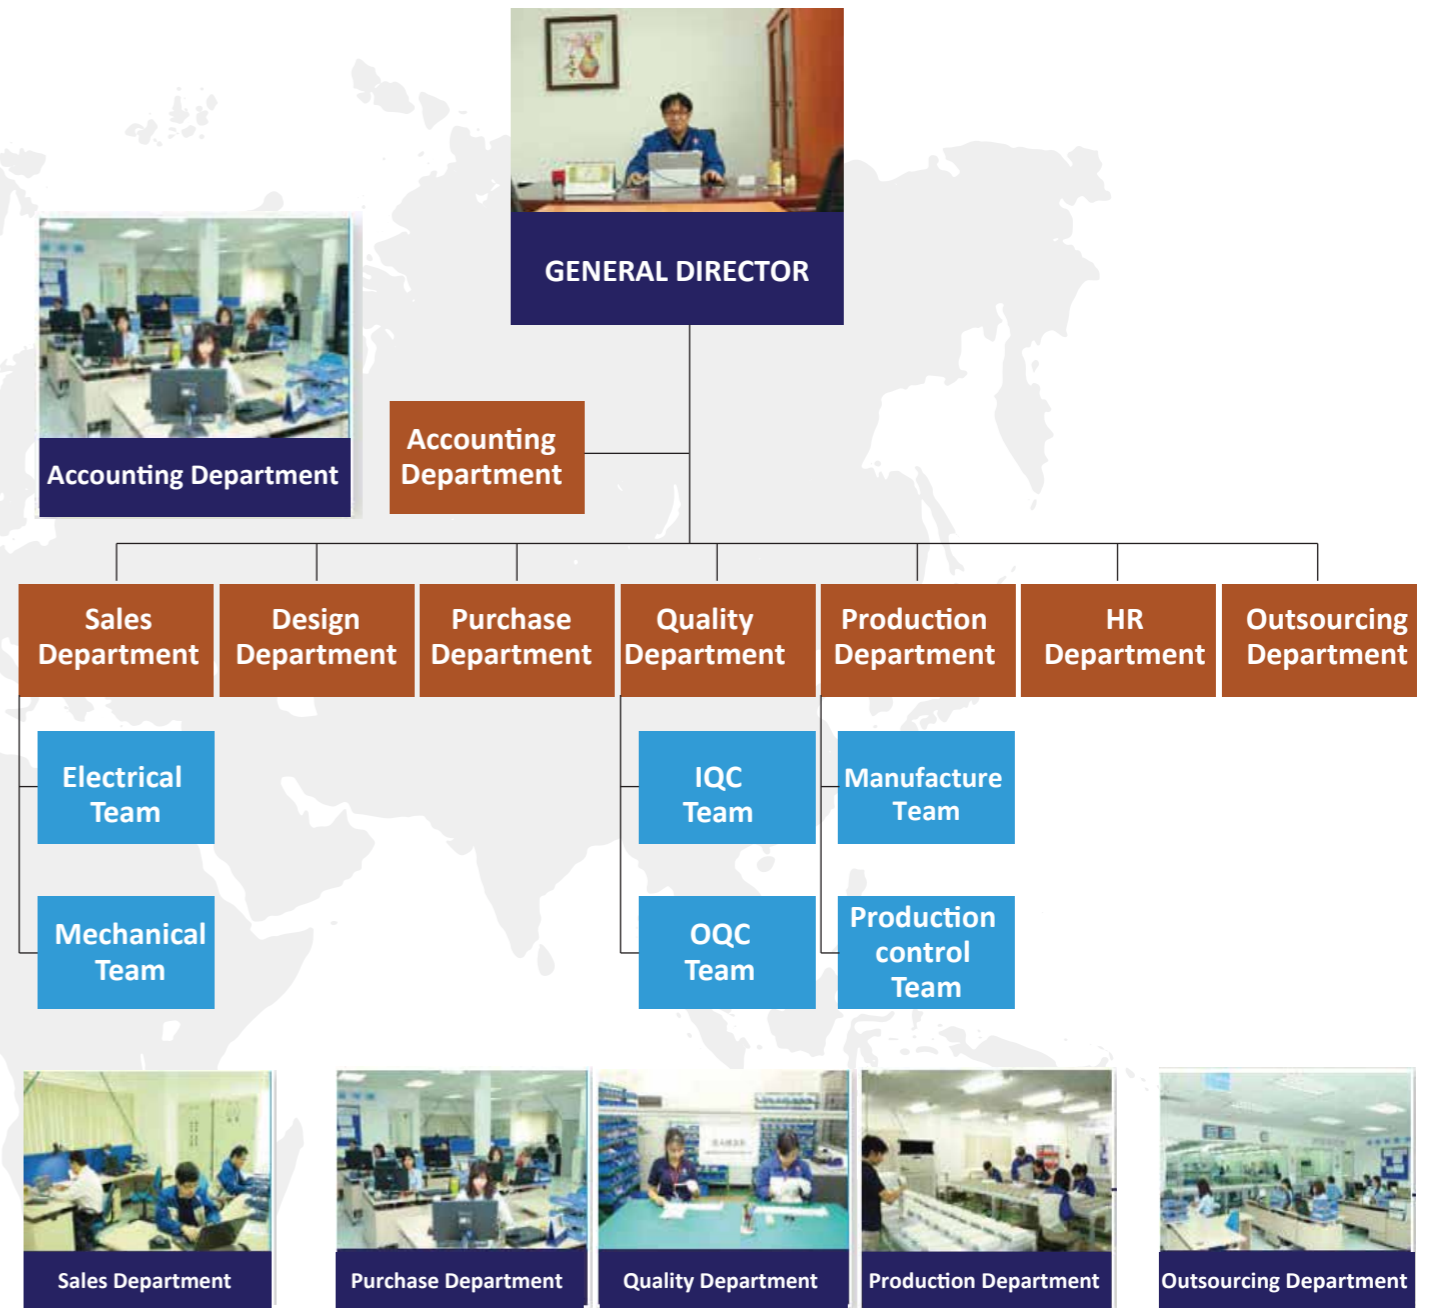 GENERAL DIRECTOR
Accounting Department
Accounting
Department
Sales
Department
Design
Department
Purchase
Department
Quality
Department
Production
Department
HR
Department
Outsourcing
Department
Electrical
Team
IQC
Team
Manufacture
Team
Mechanical
Team
OQC
Team
Production
control
Team
Sales Department
Purchase Department
Quality Department
Production Department
Outsourcing Department